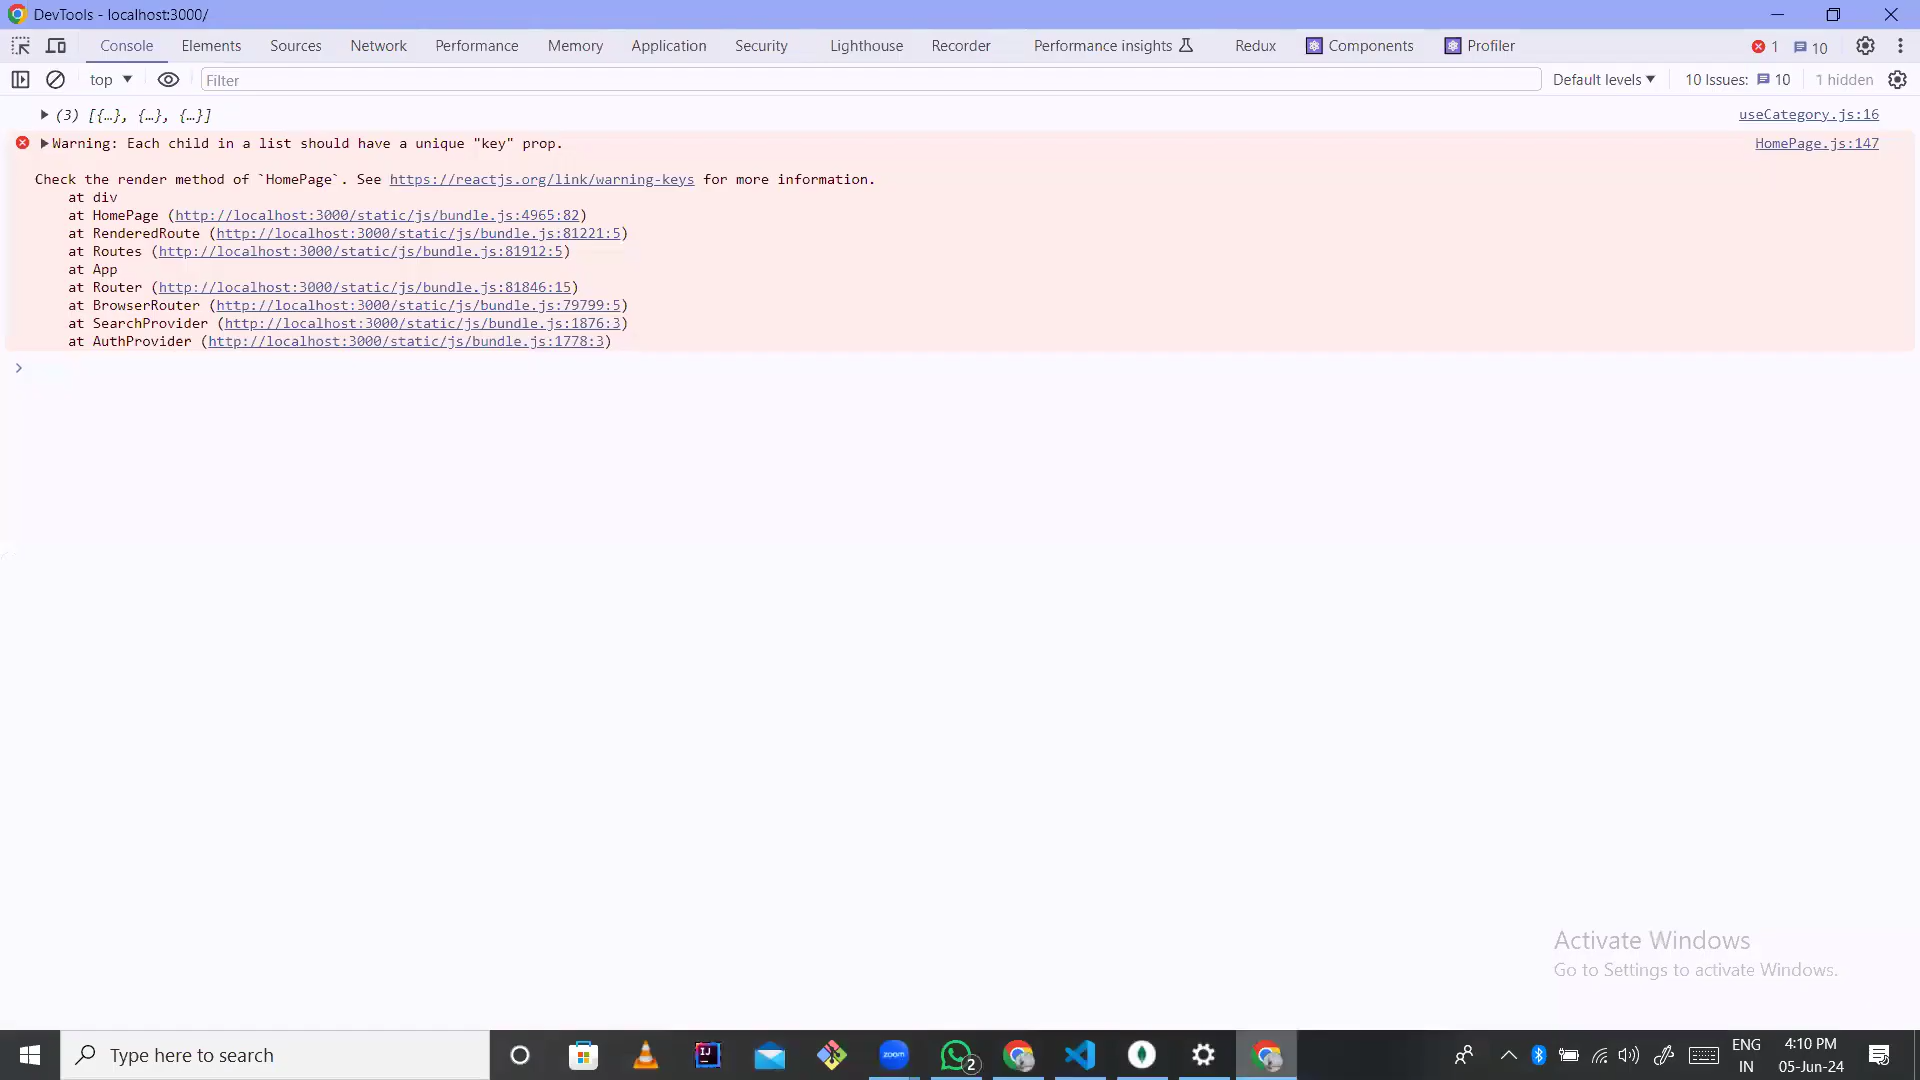 DevTools - localhost:3000/
Console Elements Sources Network Performance Memory Application Security Lighthouse Recorder Performance insights Redux Components Profiler 1 10
top Filter Default levels 10 Issues: 10 1 hidden
(3) [{…}, {…}, {…}] useCategory.js:16
Warning: Each child in a list should have a unique "key" prop. HomePage.js:147
Check the render method of `HomePage`. See https://reactjs.org/link/warning-keys for more information.
at div
at HomePage (http://localhost:3000/static/js/bundle.js:4965:82)
at RenderedRoute (http://localhost:3000/static/js/bundle.js:81221:5)
at Routes (http://localhost:3000/static/js/bundle.js:81912:5)
at App
at Router (http://localhost:3000/static/js/bundle.js:81846:15)
at BrowserRouter (http://localhost:3000/static/js/bundle.js:79799:5)
at SearchProvider (http://localhost:3000/static/js/bundle.js:1876:3)
at AuthProvider (http://localhost:3000/static/js/bundle.js:1778:3)
Activate Windows
Go to Settings to activate Windows.
Type here to search IJ zoom 2 ENG 4:10 PM
IN 05-Jun-24